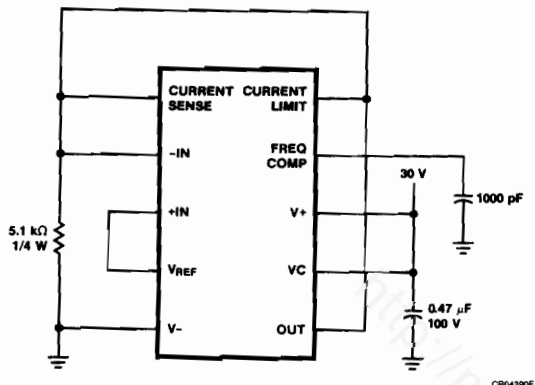 CURRENT SENSE
CURRENT LIMIT
-IN
FREQ COMP
30 V
1000 pF
+IN
V+
5.1 kΩ
1/4 W
VREF
VC
0.47 μF
100 V
V-
OUT
http://